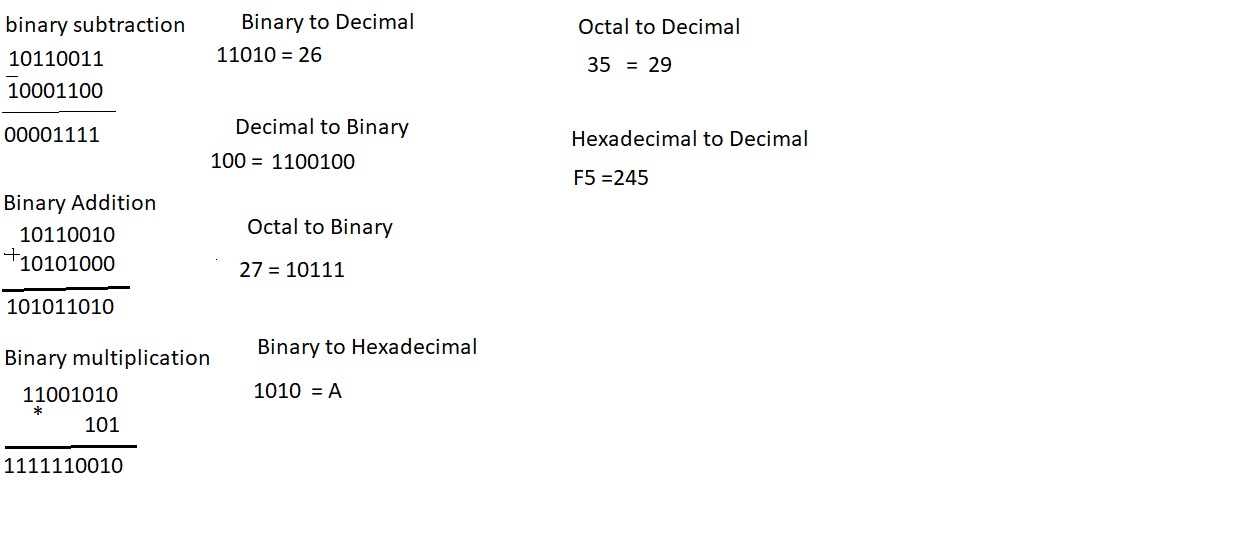 binary subtraction
10110011
_
10001100
00001111
Binary Addition
10110010
+
10101000
101011010
Binary multiplication
11001010
*
101
1111110010
Binary to Decimal
11010 = 26
Decimal to Binary
100 = 1100100
Octal to Binary
27 = 10111
Binary to Hexadecimal
1010 = A
Octal to Decimal
35 = 29
Hexadecimal to Decimal
F5 =245